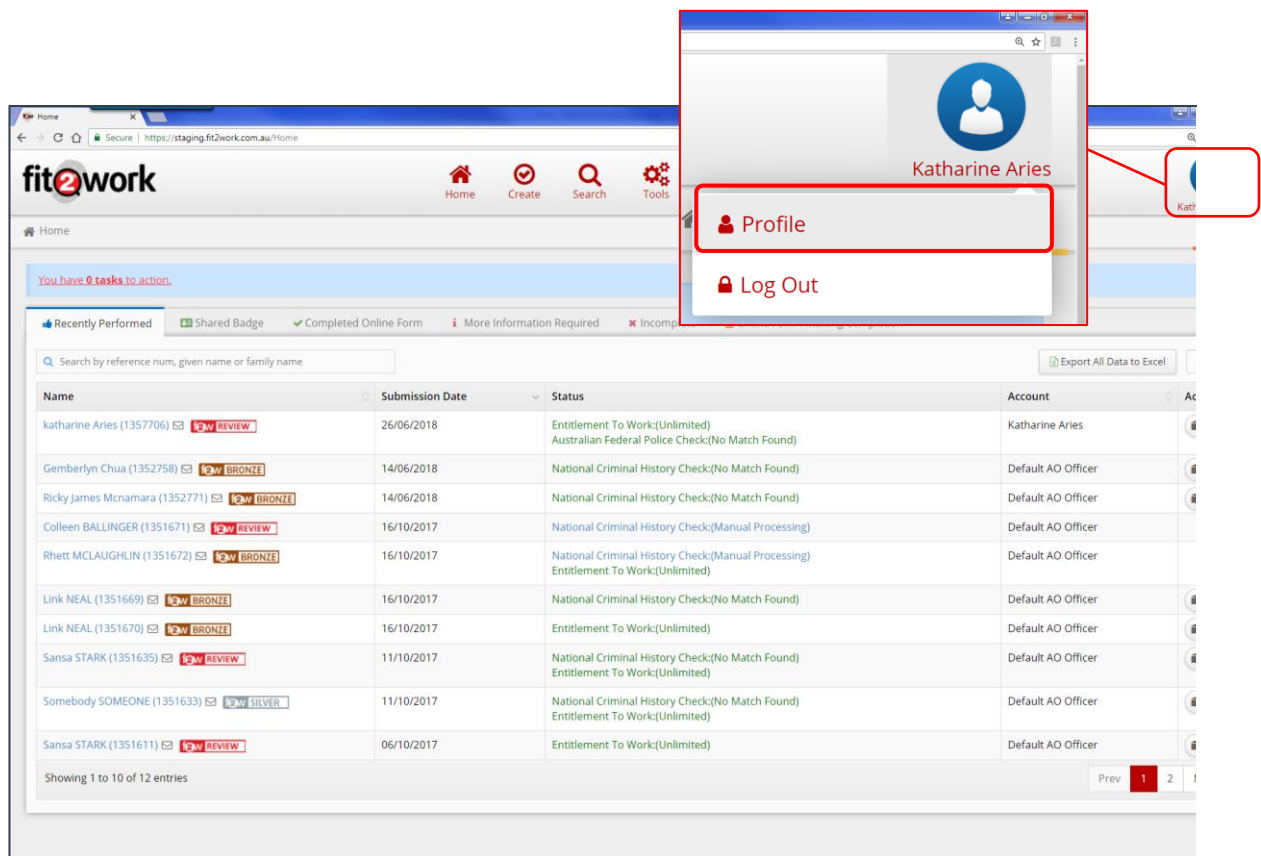 Home
Secure | https://staging.fit2work.com.au/Home
Katharine Aries
Profile
Log Out
fit2work
Home Create Search Tools
Home
You have 0 tasks to action.
Recently Performed Shared Badge Completed Online Form More Information Required
Search by reference num, given name or family name Export All Data to Excel
Name Submission Date Status Account
katharine Aries (1357706) f2w REVIEW 26/06/2018 Entitlement To Work:(Unlimited) Katharine Aries
Australian Federal Police Check:(No Match Found)
Gemberlyn Chua (1352758) f2w BRONZE 14/06/2018 National Criminal History Check:(No Match Found) Default AO Officer
Ricky James Mcnamara (1352771) f2w BRONZE 14/06/2018 National Criminal History Check:(No Match Found) Default AO Officer
Colleen BALLINGER (1351671) f2w REVIEW 16/10/2017 National Criminal History Check:(Manual Processing) Default AO Officer
Rhett MCLAUGHLIN (1351672) f2w BRONZE 16/10/2017 National Criminal History Check:(Manual Processing) Default AO Officer
Entitlement To Work:(Unlimited)
Link NEAL (1351669) f2w BRONZE 16/10/2017 National Criminal History Check:(No Match Found) Default AO Officer
Link NEAL (1351670) f2w BRONZE 16/10/2017 Entitlement To Work:(Unlimited) Default AO Officer
Sansa STARK (1351635) f2w REVIEW 11/10/2017 National Criminal History Check:(No Match Found) Default AO Officer
Entitlement To Work:(Unlimited)
Somebody SOMEONE (1351633) f2w SILVER 11/10/2017 National Criminal History Check:(No Match Found) Default AO Officer
Entitlement To Work:(Unlimited)
Sansa STARK (1351611) f2w REVIEW 06/10/2017 Entitlement To Work:(Unlimited) Default AO Officer
Showing 1 to 10 of 12 entries Prev 1 2